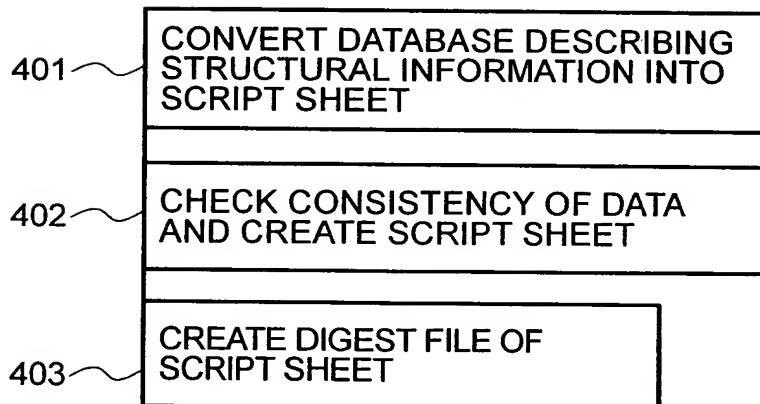 401
CONVERT DATABASE DESCRIBING
STRUCTURAL INFORMATION INTO
SCRIPT SHEET
402
CHECK CONSISTENCY OF DATA
AND CREATE SCRIPT SHEET
403
CREATE DIGEST FILE OF
SCRIPT SHEET